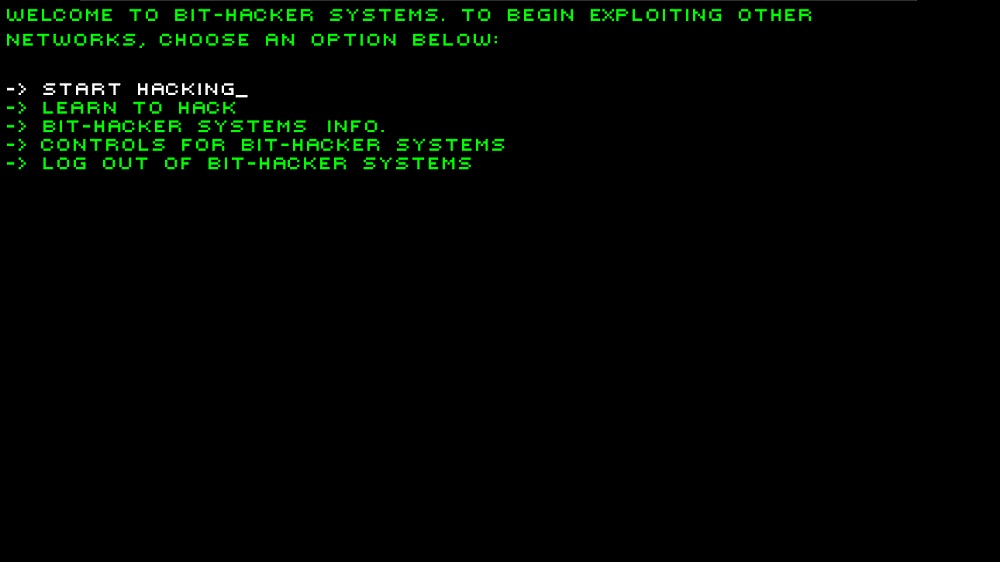 WELCOME TO BIT-HACKER SYSTEMS. TO BEGIN EXPLOITING OTHER
NETWORKS, CHOOSE AN OPTION BELOW:
-> START HACKING_
-> LEARN TO HACK
-> BIT-HACKER SYSTEMS INFO.
-> CONTROLS FOR BIT-HACKER SYSTEMS
-> LOG OUT OF BIT-HACKER SYSTEMS